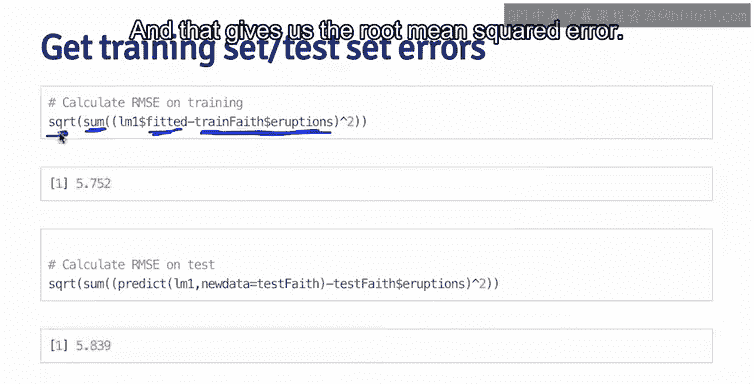 And that gives us the root mean squared error.
Get training set/test set errors
# Calculate RMSE on training
sqrt(sum((lm1$fitted-trainFaith$eruptions)^2))
[1] 5.752
# Calculate RMSE on test
sqrt(sum((predict(lm1,newdata=testFaith)-testFaith$eruptions)^2))
[1] 5.839